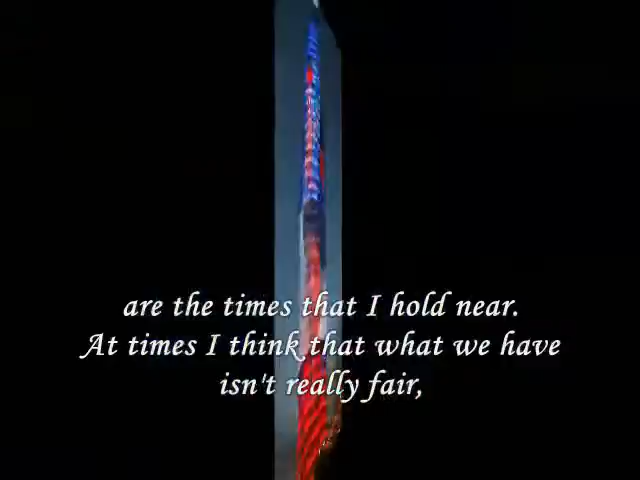 are the times that I hold near.
At times I think that what we have
isn't really fair,